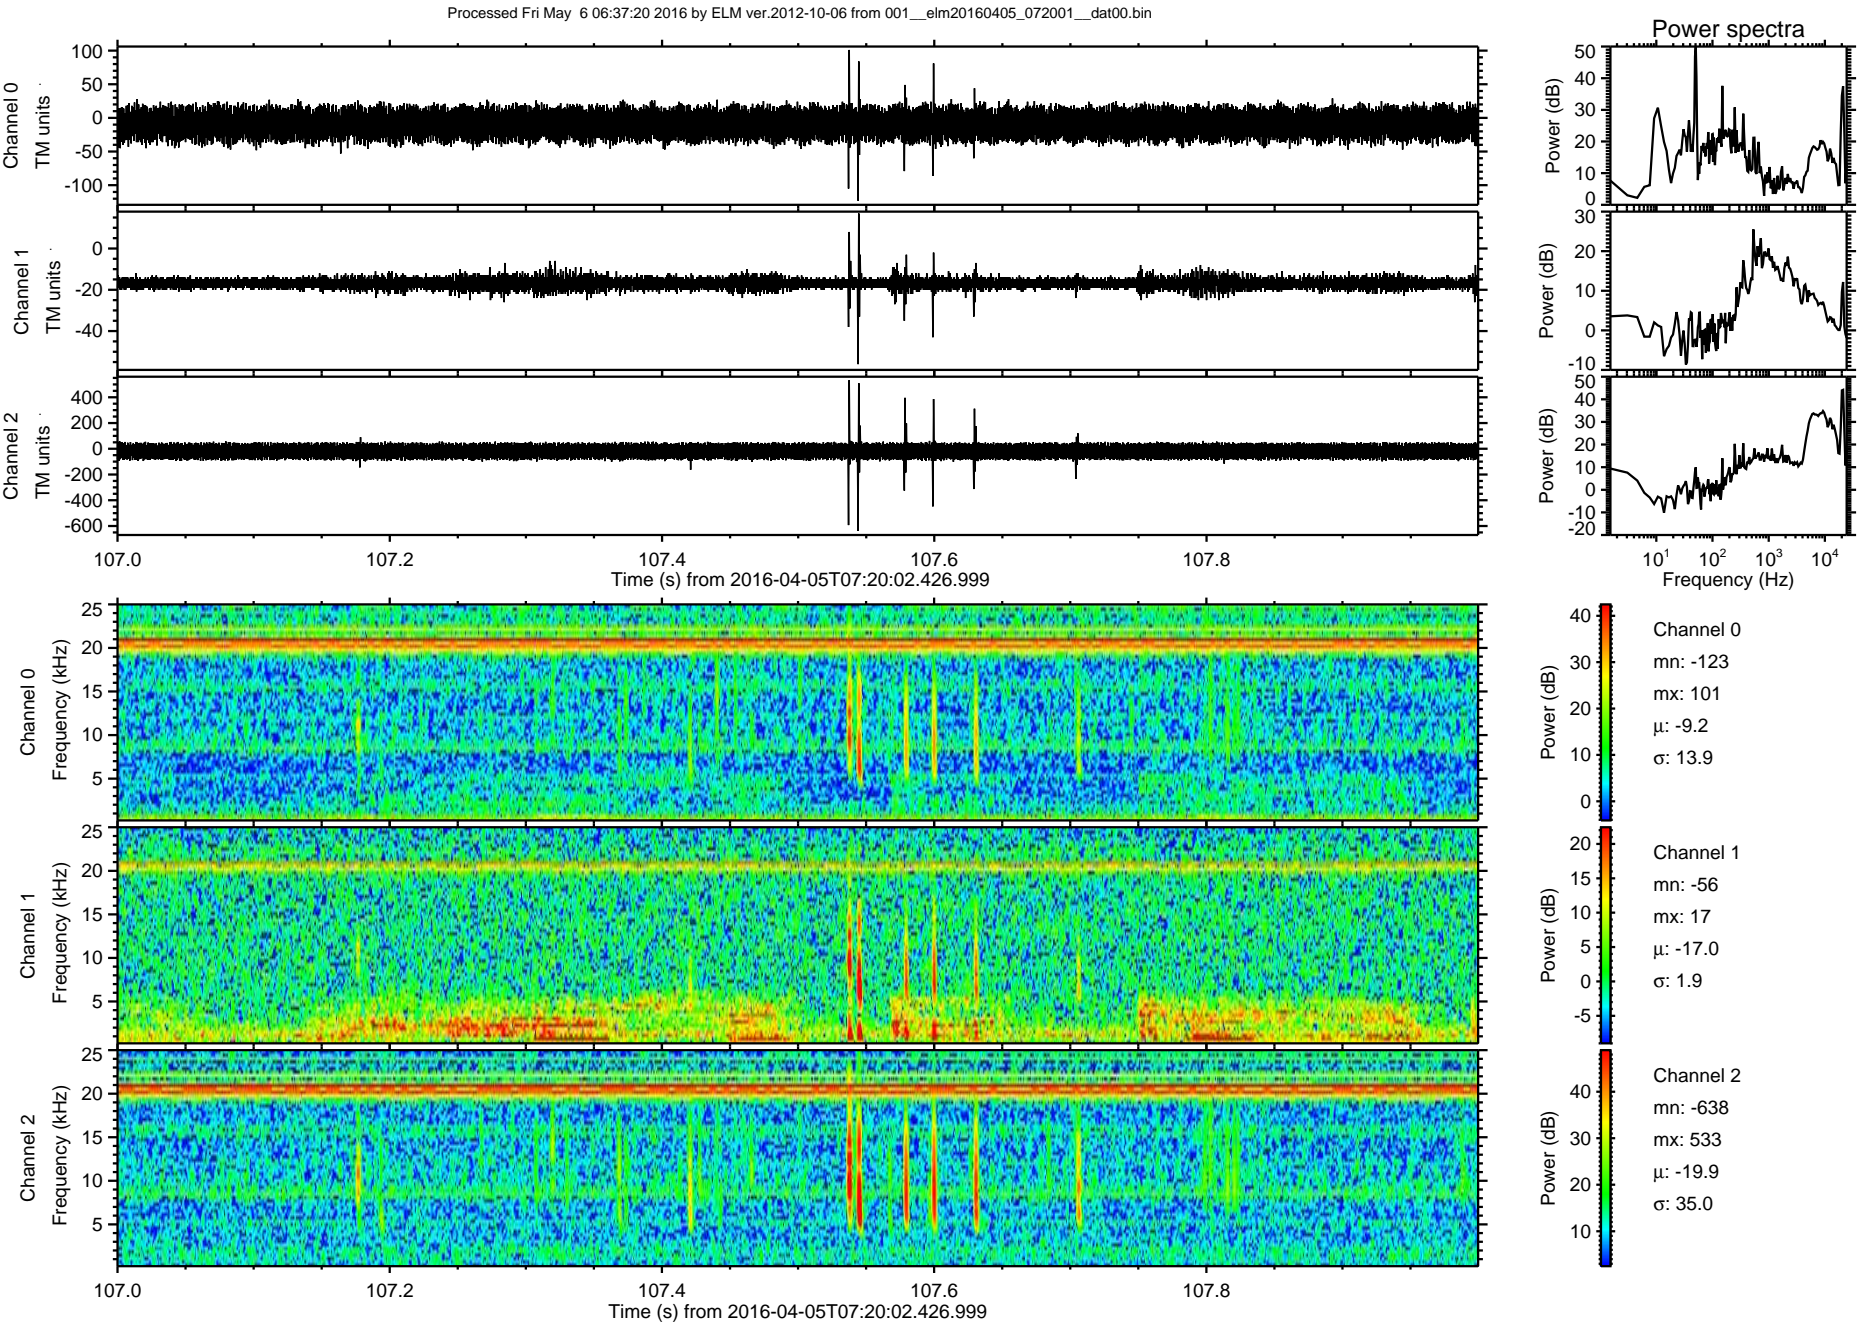 Processed Fri May  6 06:37:20 2016 by ELM ver.2012-10-06 from 001__elm20160405_072001__dat00.bin
Power spectra
Channel 0
TM units
100
50
0
-50
-100
Power (dB)
50
40
30
20
10
0
Channel 1
TM units
0
-20
-40
Power (dB)
30
20
10
0
-10
Channel 2
TM units
400
200
0
-200
-400
-600
Power (dB)
50
40
30
20
10
0
-10
-20
107.0 107.2 107.4 107.6 107.8
Time (s) from 2016-04-05T07:20:02.426.999
10¹ 10² 10³ 10⁴
Frequency (Hz)
Channel 0
Frequency (kHz)
25
20
15
10
5
Power (dB)
40
30
20
10
0
Channel 0
mn: -123
mx: 101
µ: -9.2
σ: 13.9
Channel 1
Frequency (kHz)
25
20
15
10
5
Power (dB)
20
15
10
5
0
-5
Channel 1
mn: -56
mx: 17
µ: -17.0
σ: 1.9
Channel 2
Frequency (kHz)
25
20
15
10
5
Power (dB)
40
30
20
10
Channel 2
mn: -638
mx: 533
µ: -19.9
σ: 35.0
107.0 107.2 107.4 107.6 107.8
Time (s) from 2016-04-05T07:20:02.426.999